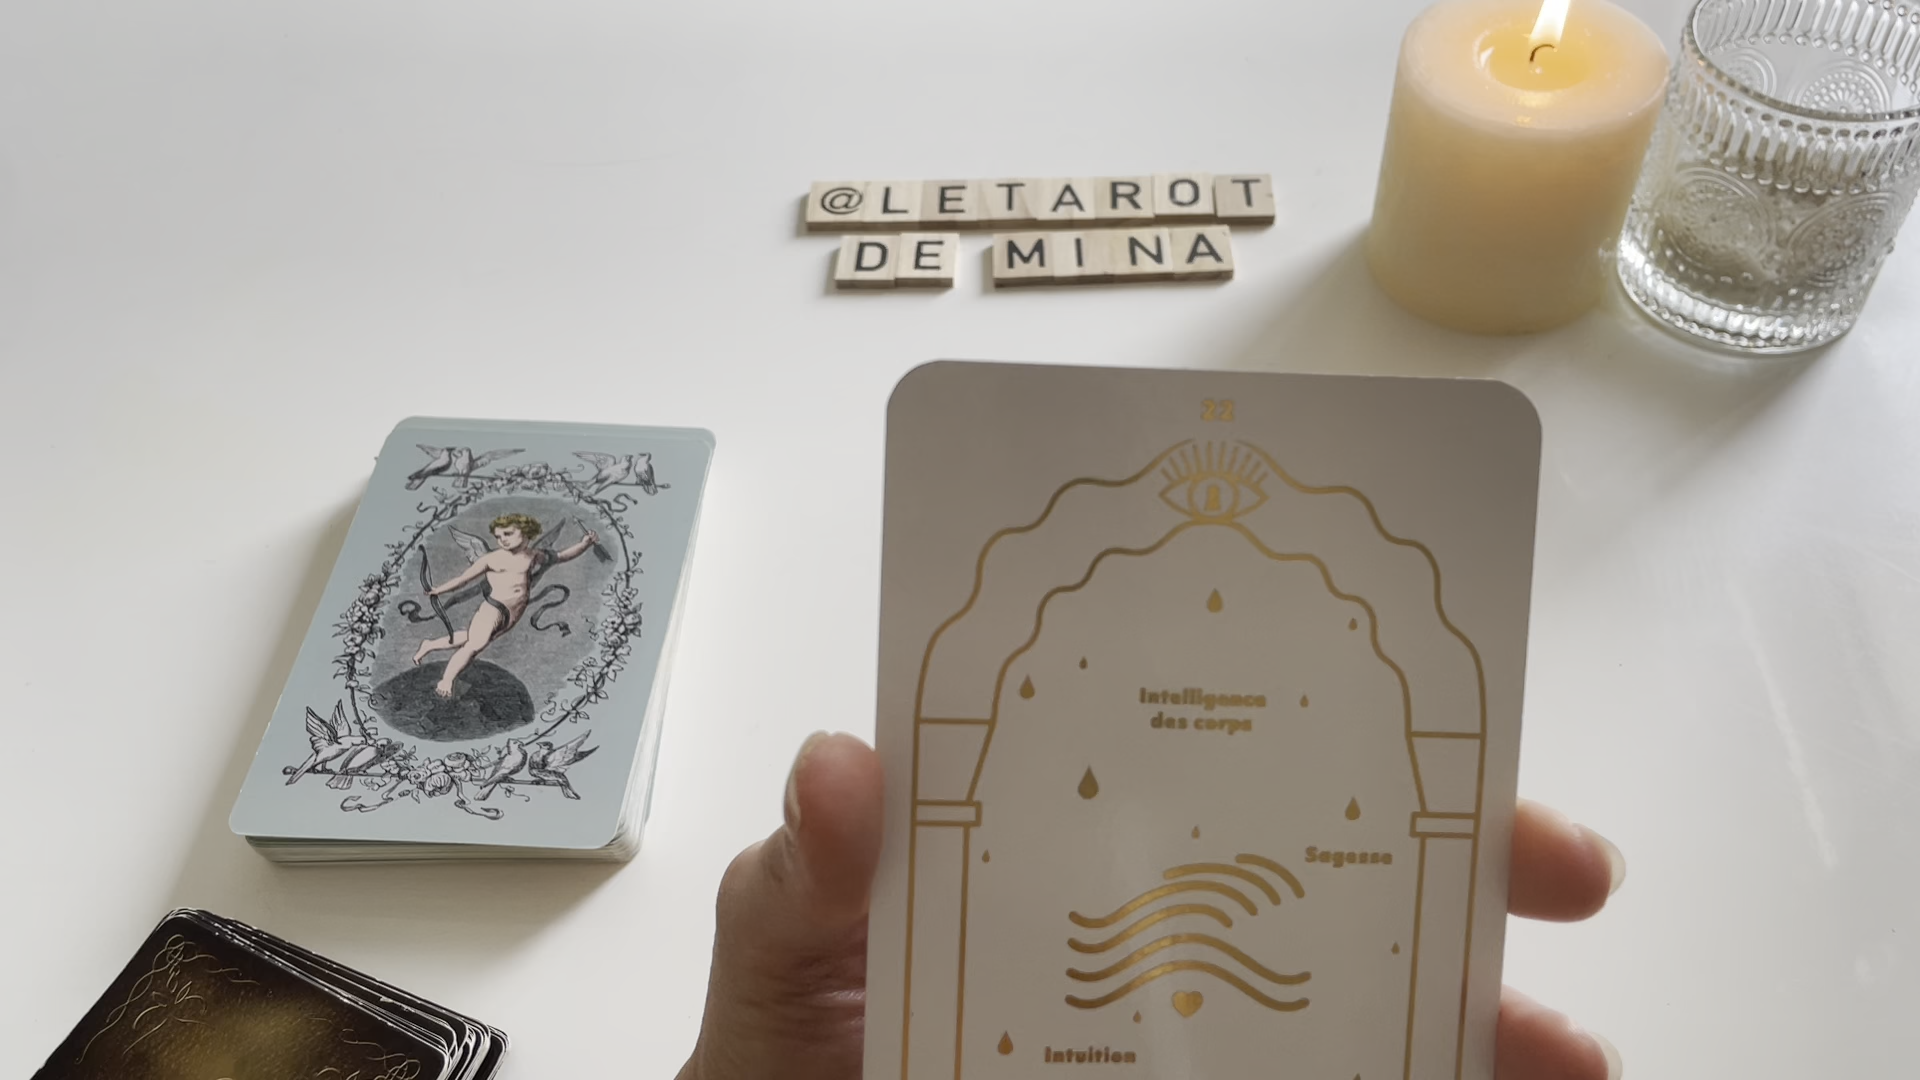 @LETAROT
DE MINA
22
Intelligence
des corps
Sagesse
Intuition